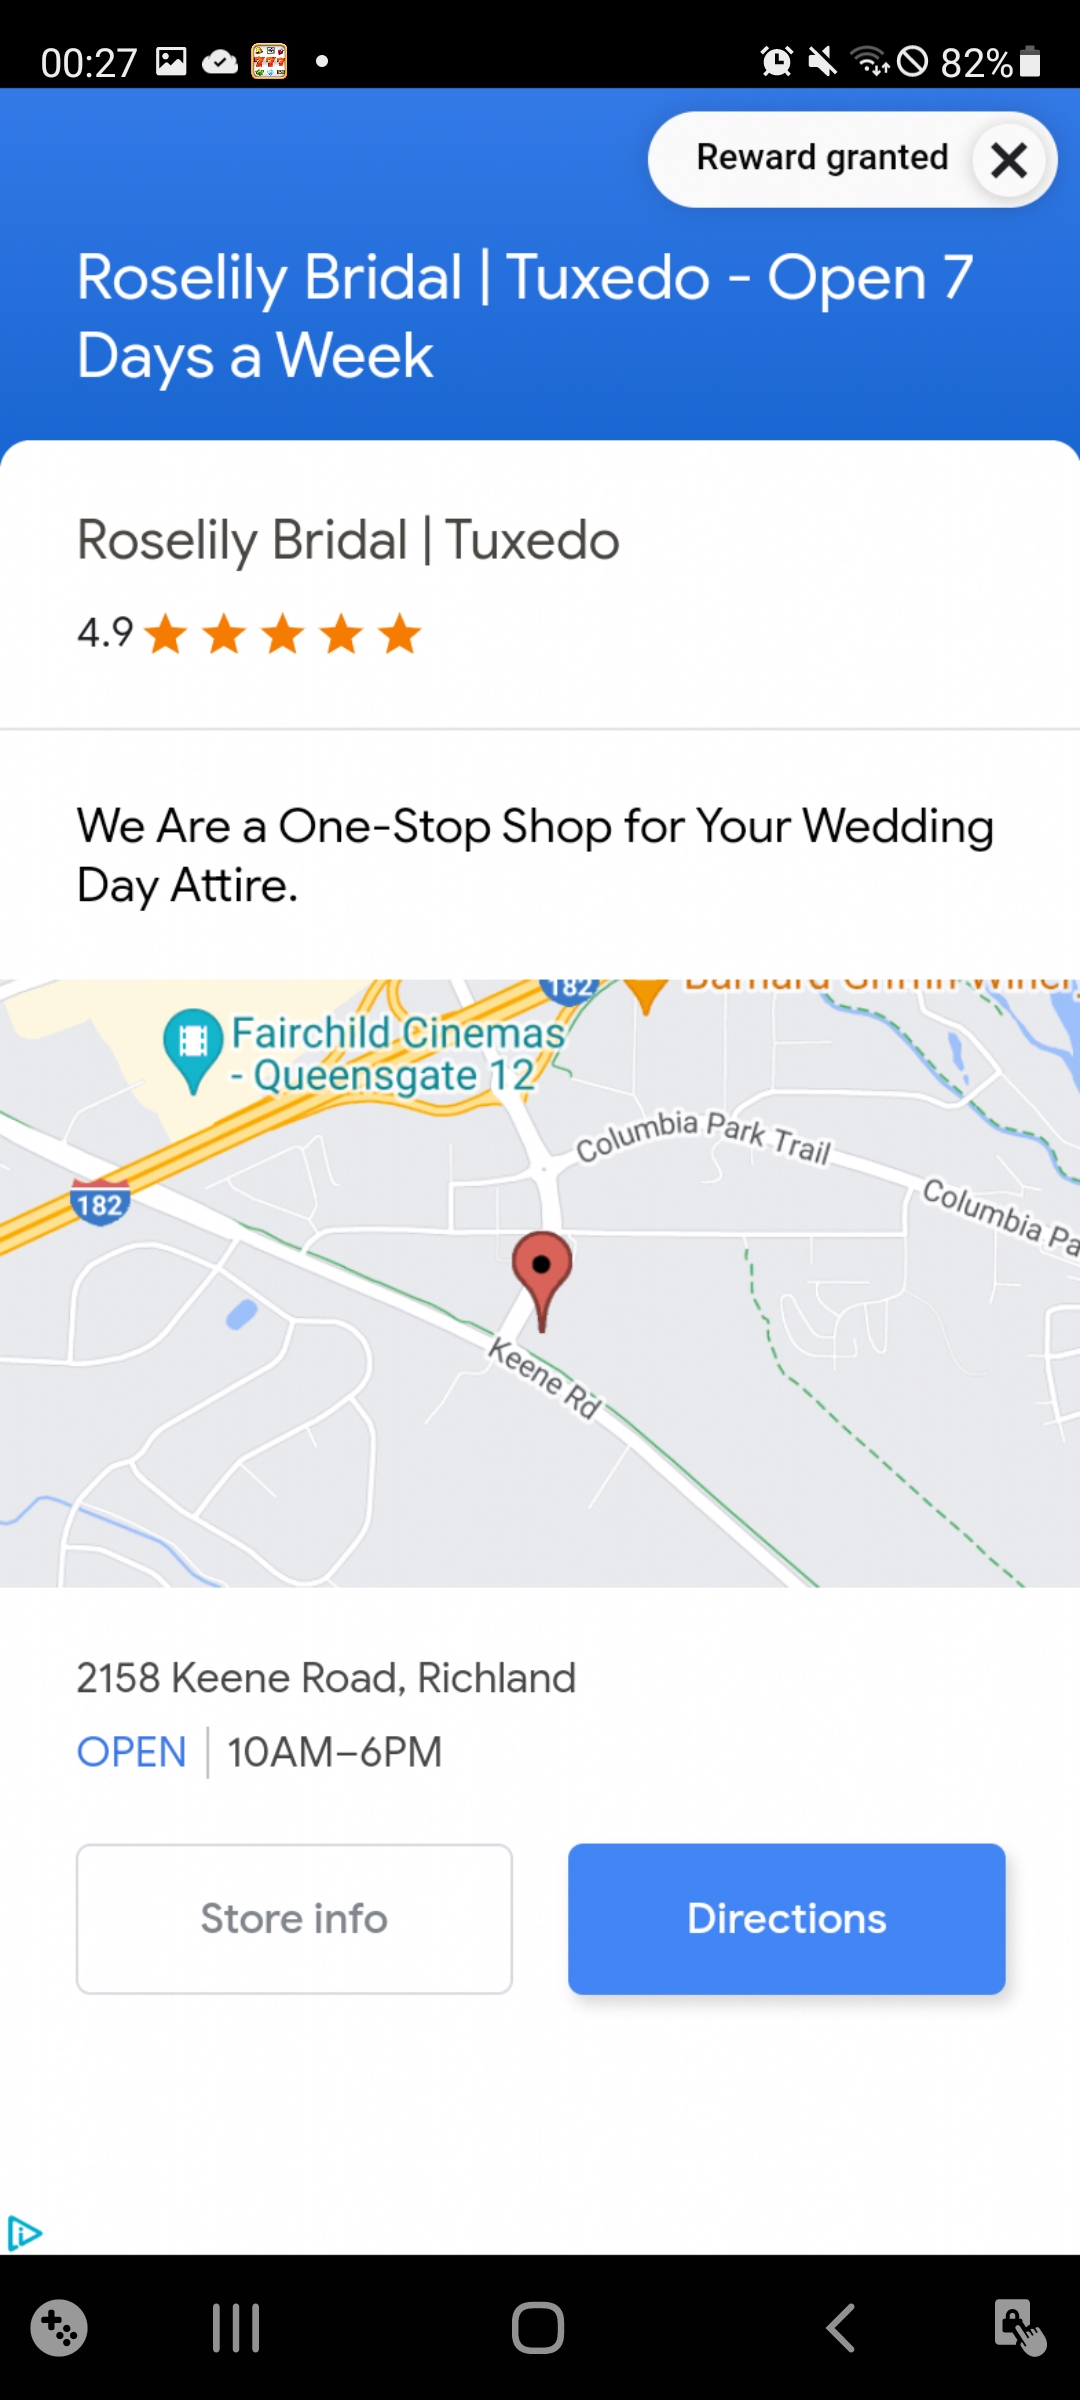 00:27
82%
Reward granted
Roselily Bridal | Tuxedo - Open 7
Days a Week
Roselily Bridal | Tuxedo
4.9
We Are a One-Stop Shop for Your Wedding
Day Attire.
182
Fairchild Cinemas
- Queensgate 12
Columbia Park Trail
182
Columbia Pa
Keene Rd
2158 Keene Road, Richland
OPEN | 10AM–6PM
Store info
Directions